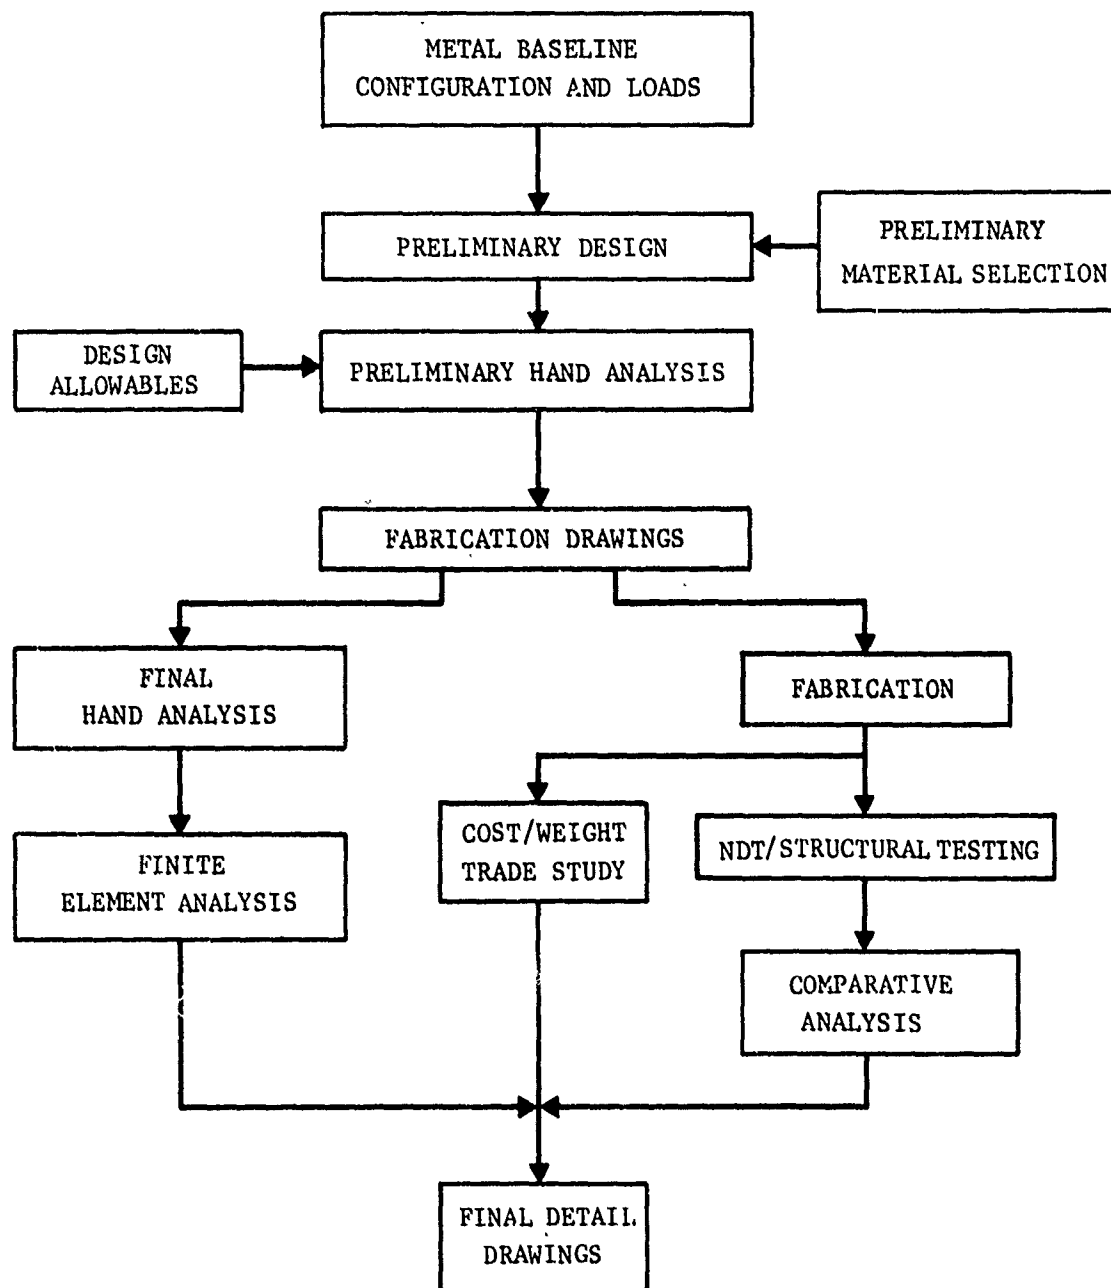 METAL BASELINE
CONFIGURATION AND LOADS
PRELIMINARY DESIGN
PRELIMINARY
MATERIAL SELECTION
DESIGN
ALLOWABLES
PRELIMINARY HAND ANALYSIS
FABRICATION DRAWINGS
FINAL
HAND ANALYSIS
FABRICATION
COST/WEIGHT
TRADE STUDY
NDT/STRUCTURAL TESTING
FINITE
ELEMENT ANALYSIS
COMPARATIVE
ANALYSIS
FINAL DETAIL
DRAWINGS